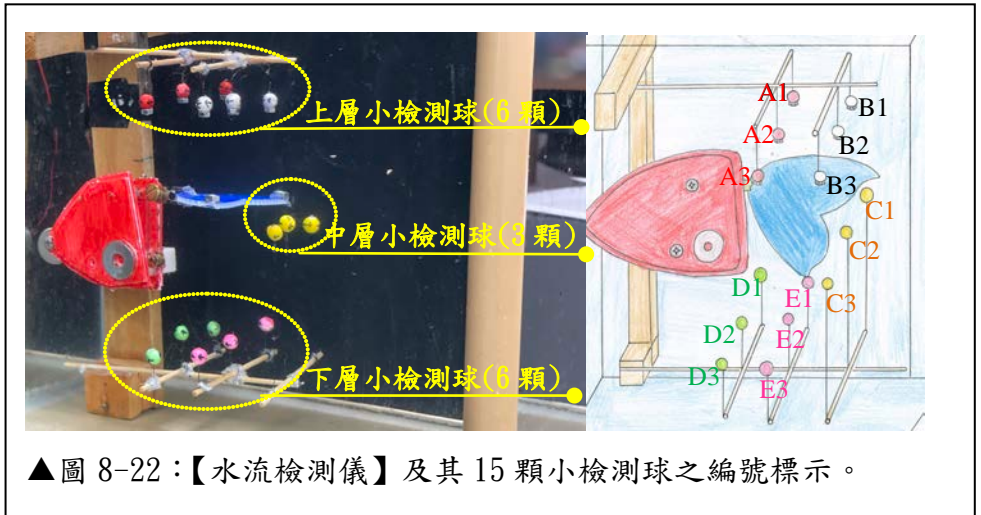 上層小檢測球(6 顆)
中層小檢測球(3 顆)
下層小檢測球(6 顆)
A1
B1
A2
B2
A3
B3
C1
C2
D1
E1
C3
D2
E2
D3
E3
▲圖 8-22:【水流檢測儀】及其 15 顆小檢測球之編號標示。